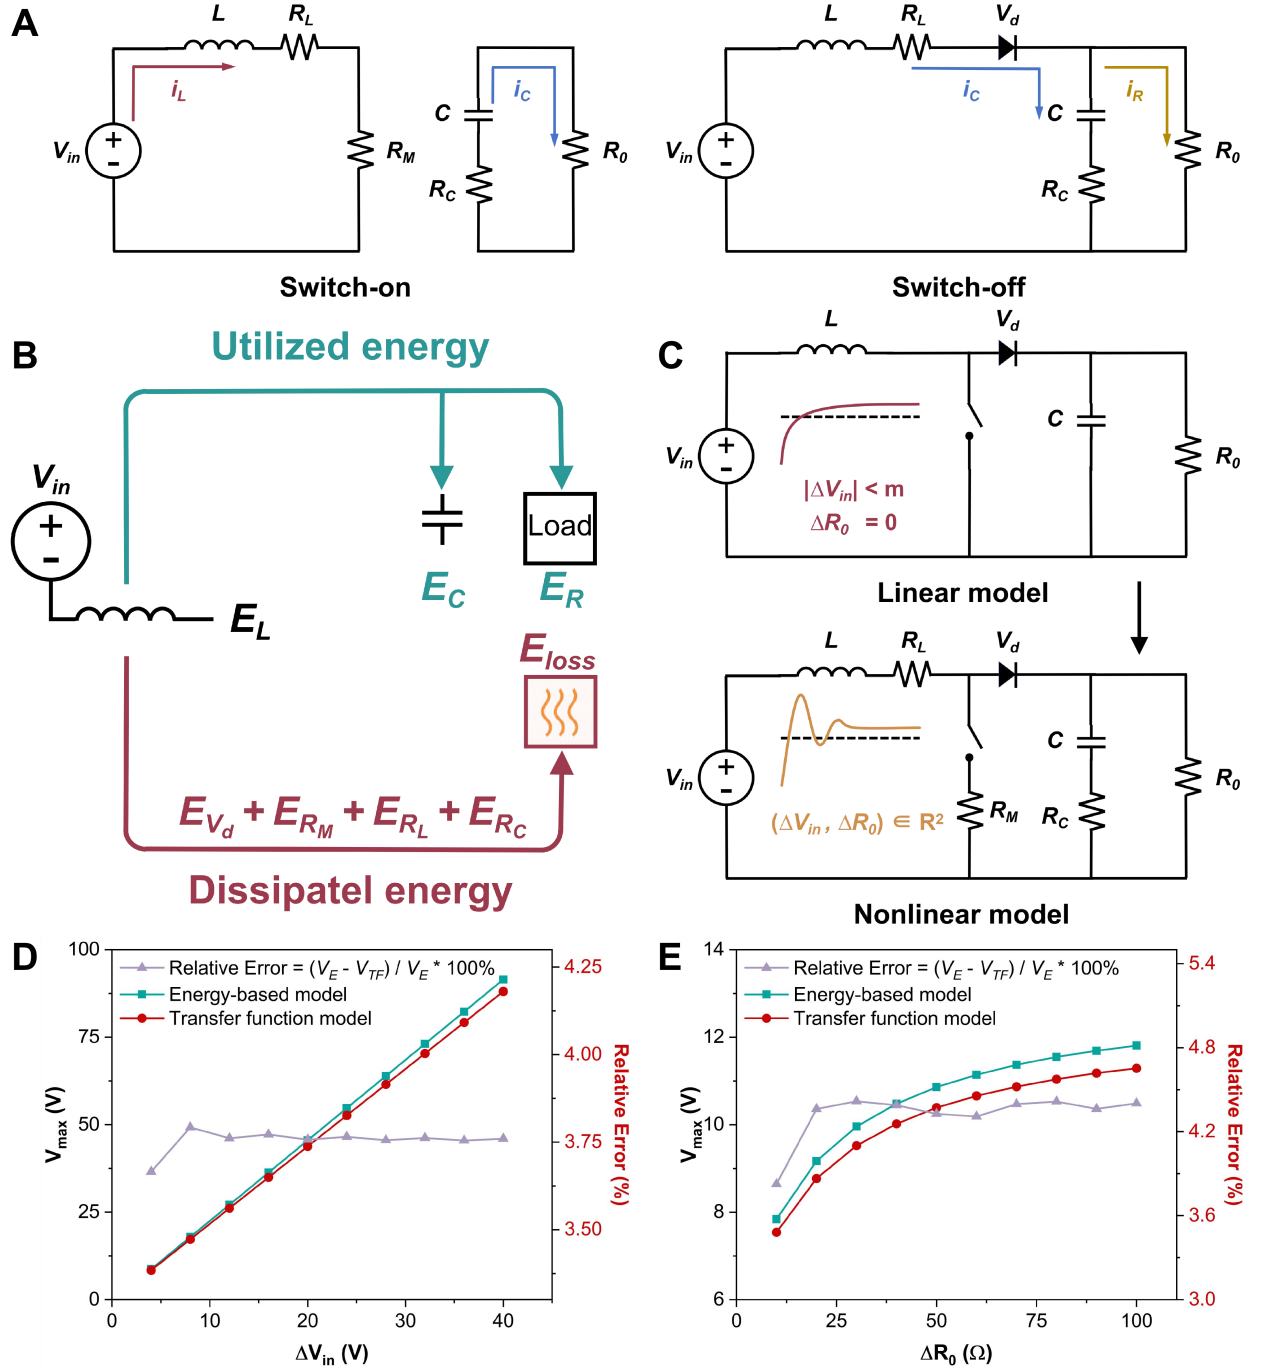 A
L
R_L
i_L
V_in
+
-
R_M
C
R_C
i_C
R_0
Switch-on
L
R_L
V_d
i_C
i_R
V_in
+
-
C
R_C
R_0
Switch-off
B
Utilized energy
V_in
+
-
E_L
E_C
Load
E_R
E_loss
E_Vd + E_RM + E_RL + E_RC
Dissipatel energy
C
L
V_d
V_in
+
-
C
R_0
|ΔV_in| < m
ΔR_0 = 0
Linear model
L
R_L
V_d
V_in
+
-
C
R_M
R_C
R_0
(ΔV_in, ΔR_0) ∈ R²
Nonlinear model
D
Relative Error = (V_E - V_TF) / V_E * 100%
Energy-based model
Transfer function model
V_max (V)
100
75
50
25
0
4.25
4.00
3.75
3.50
Relative Error (%)
0 10 20 30 40
ΔV_in (V)
E
Relative Error = (V_E - V_TF) / V_E * 100%
Energy-based model
Transfer function model
V_max (V)
14
12
10
8
6
5.4
4.8
4.2
3.6
3.0
Relative Error (%)
0 25 50 75 100
ΔR_0 (Ω)